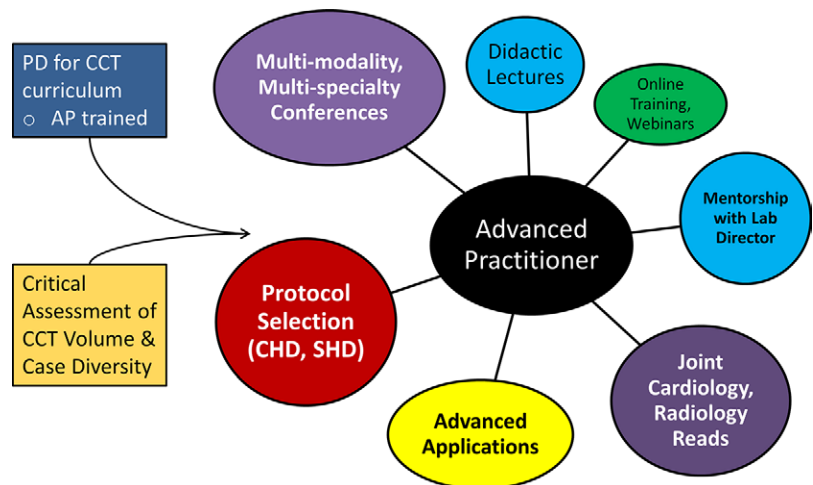 PD for CCT
curriculum
o AP trained
Critical
Assessment of
CCT Volume &
Case Diversity
Multi-modality,
Multi-specialty
Conferences
Didactic
Lectures
Online
Training,
Webinars
Mentorship
with Lab
Director
Advanced
Practitioner
Protocol
Selection
(CHD, SHD)
Advanced
Applications
Joint
Cardiology,
Radiology
Reads